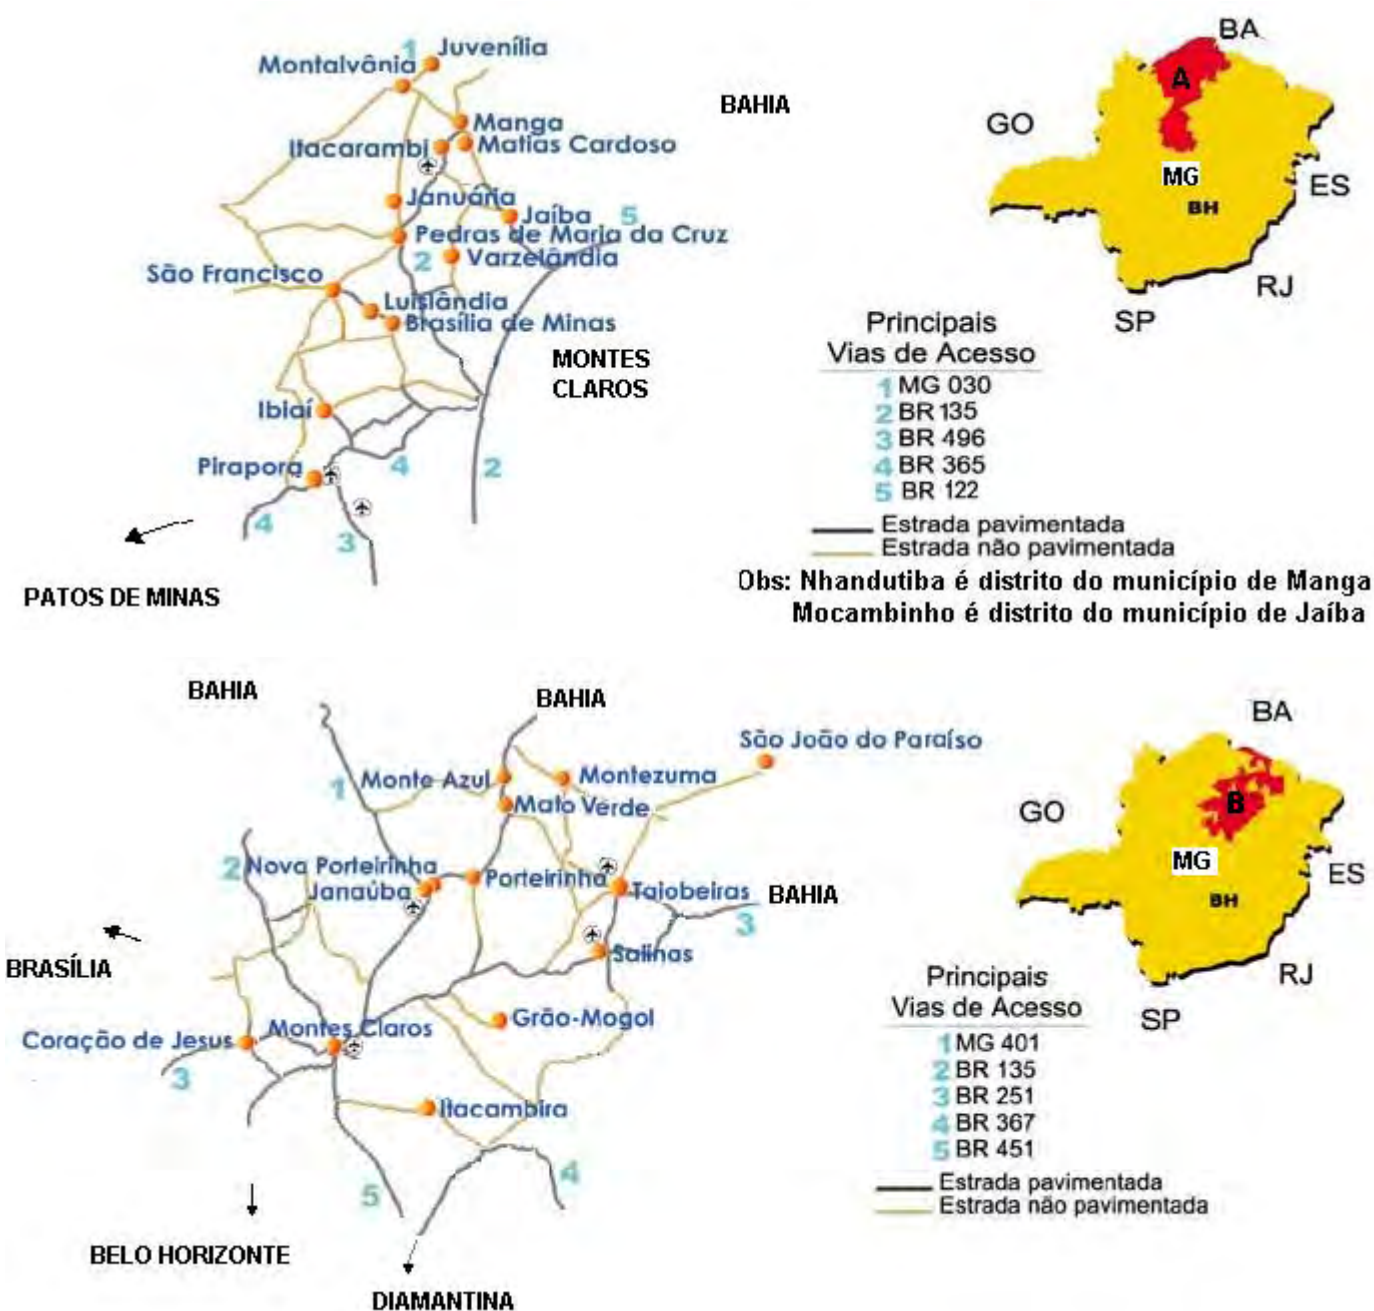 1 Juvenília
Montalvânia
Manga
Itacarambi
Matias Cardoso
Januária
Jaíba
5
Pedras de Maria da Cruz
2
Varzelândia
São Francisco
Luislândia
Brasília de Minas
MONTES
CLAROS
Ibiaí
Pirapora
4
2
4
3
PATOS DE MINAS
BAHIA
BA
A
GO
MG
ES
BH
RJ
SP
Principais
Vias de Acesso
1 MG 030
2 BR 135
3 BR 496
4 BR 365
5 BR 122
Estrada pavimentada
Estrada não pavimentada
Obs: Nhandutiba é distrito do município de Manga
Mocambinho é distrito do município de Jaíba
BAHIA
BAHIA
São João do Paraíso
1
Monte Azul
Montezuma
Mato Verde
2
Nova Porteirinha
Janaúba
Porteirinha
Taiobeiras
BAHIA
3
Salinas
BRASÍLIA
Grão-Mogol
Montes Claros
Coração de Jesus
3
Itacambira
5
4
BELO HORIZONTE
DIAMANTINA
BA
B
GO
MG
ES
BH
RJ
SP
Principais
Vias de Acesso
1 MG 401
2 BR 135
3 BR 251
4 BR 367
5 BR 451
Estrada pavimentada
Estrada não pavimentada